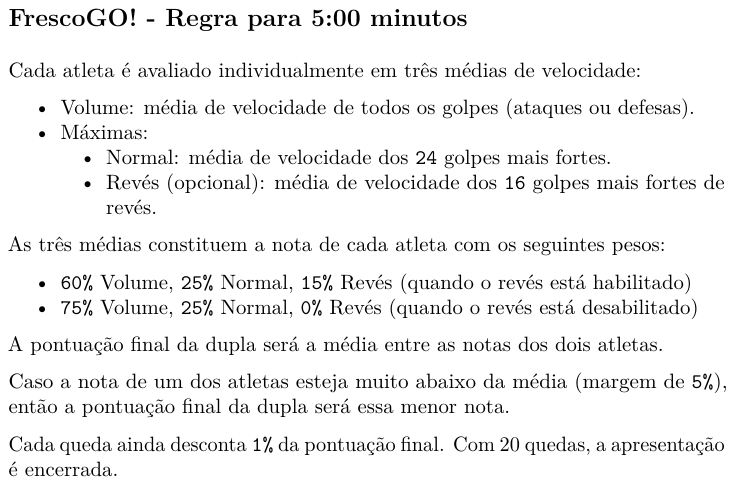 FrescoGO! - Regra para 5:00 minutos
Cada atleta é avaliado individualmente em três médias de velocidade:
• Volume: média de velocidade de todos os golpes (ataques ou defesas).
• Máximas:
• Normal: média de velocidade dos 24 golpes mais fortes.
• Revés (opcional): média de velocidade dos 16 golpes mais fortes de
revés.
As três médias constituem a nota de cada atleta com os seguintes pesos:
• 60% Volume, 25% Normal, 15% Revés (quando o revés está habilitado)
• 75% Volume, 25% Normal, 0% Revés (quando o revés está desabilitado)
A pontuação final da dupla será a média entre as notas dos dois atletas.
Caso a nota de um dos atletas esteja muito abaixo da média (margem de 5%),
então a pontuação final da dupla será essa menor nota.
Cada queda ainda desconta 1% da pontuação final. Com 20 quedas, a apresentação
é encerrada.